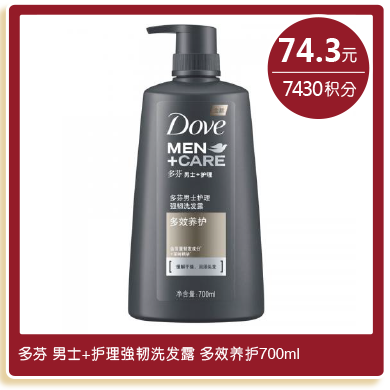 74.3元
7430积分
Dove
MEN
+CARE
多芬 男士+护理
多芬男士护理
强韧洗发露
多效养护
净含量: 700ml
多芬 男士+护理強韧洗发露 多效养护700ml